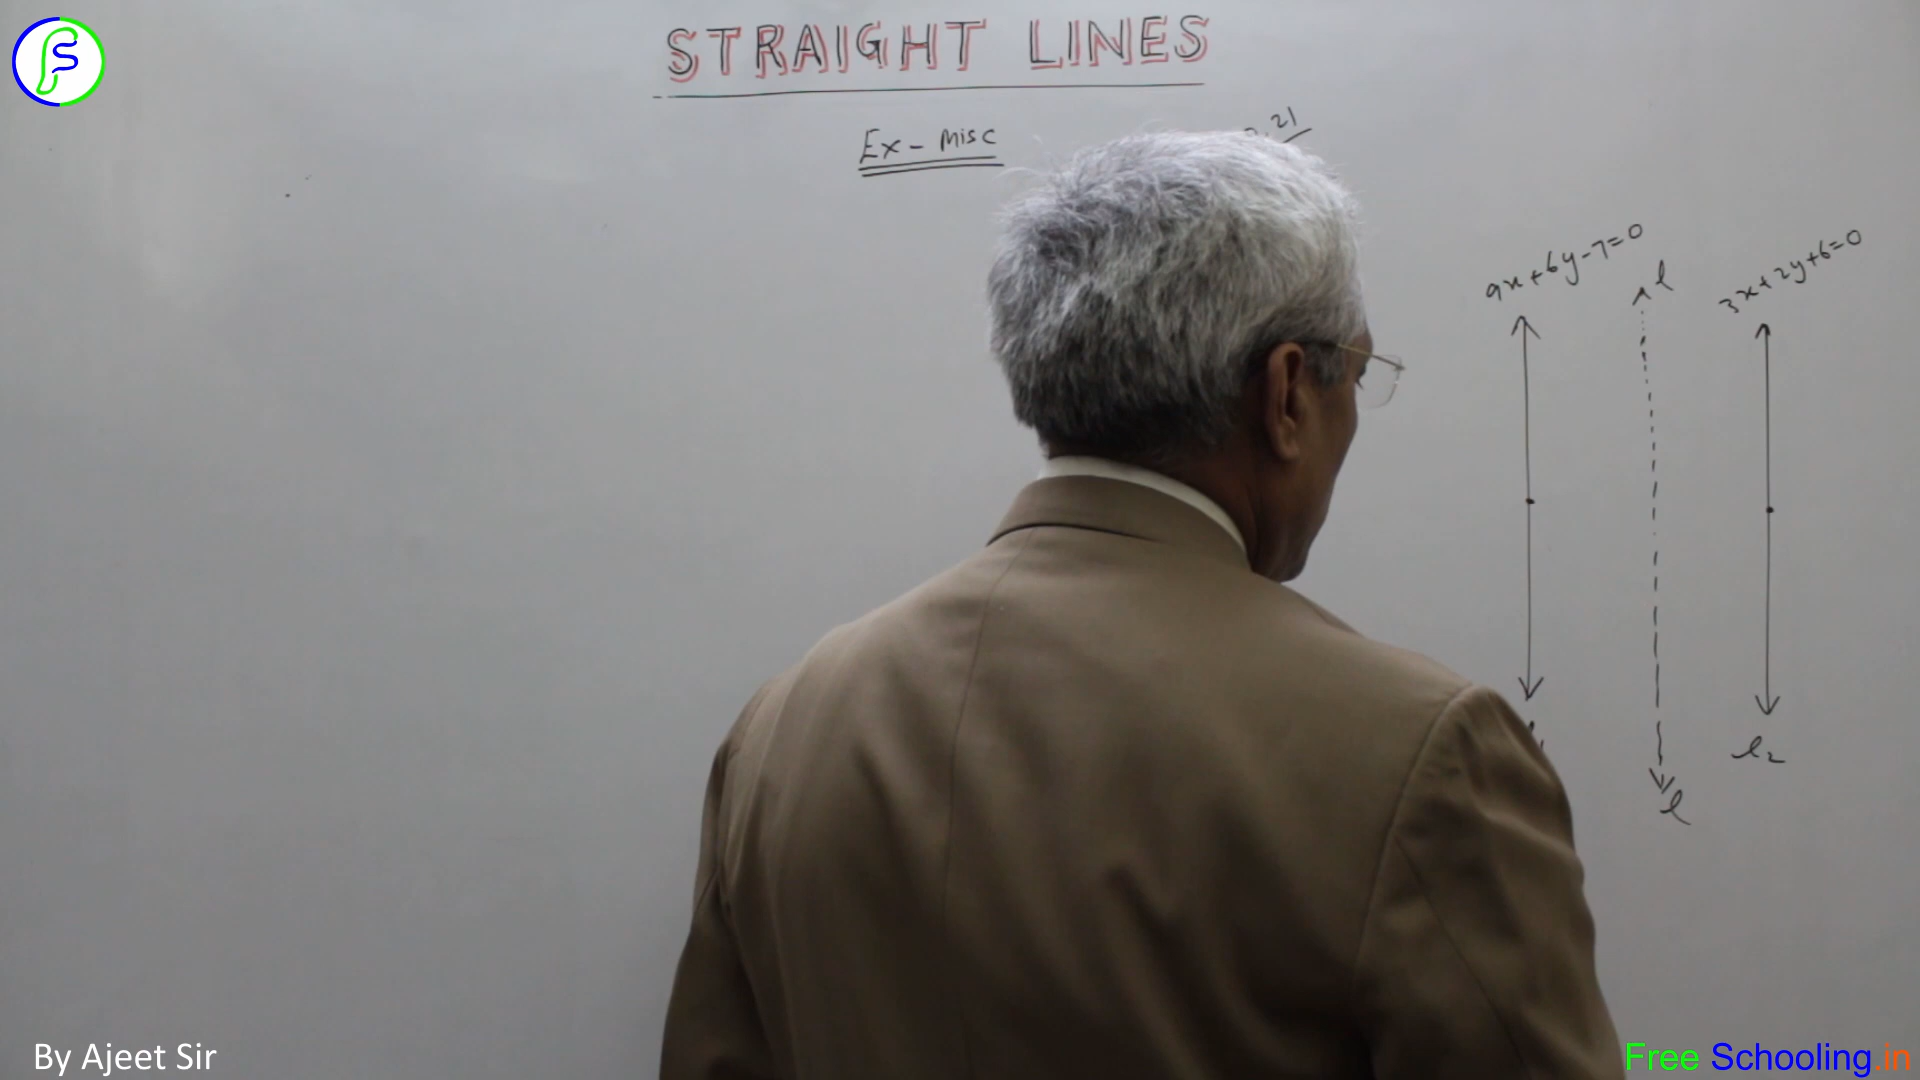 STRAIGHT LINES
Ex - Misc
21
9x+6y-7=0
l
3x+2y+6=0
l2
l
By Ajeet Sir
Free Schooling.in